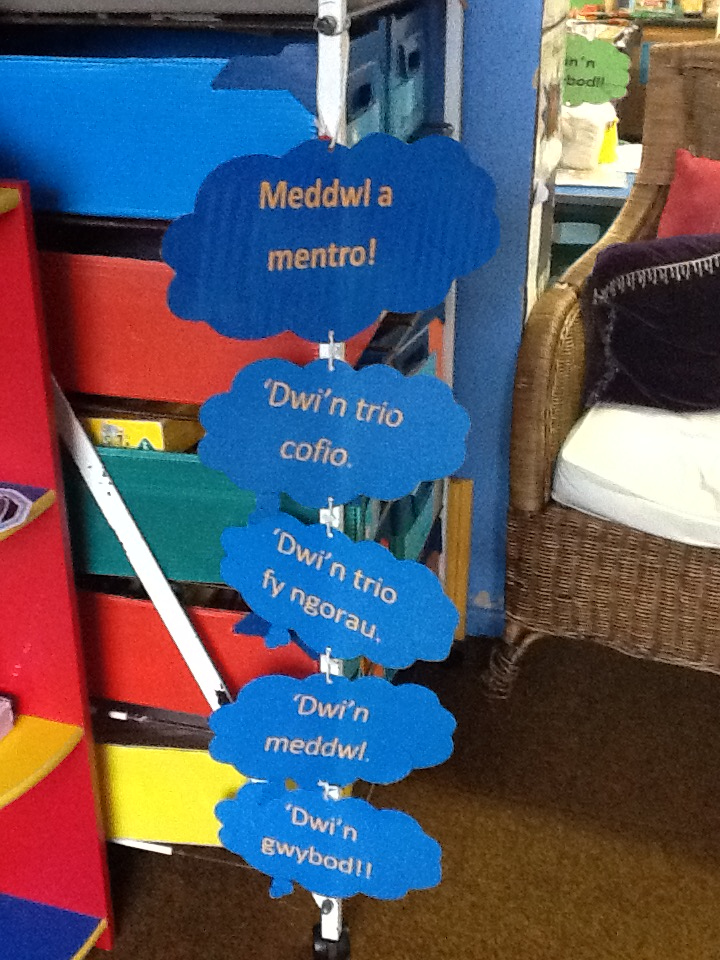 Meddwl a
mentro!
'Dwi'n trio
cofio.
'Dwi'n trio
fy ngorau.
'Dwi'n
meddwl.
'Dwi'n
gwybod!!